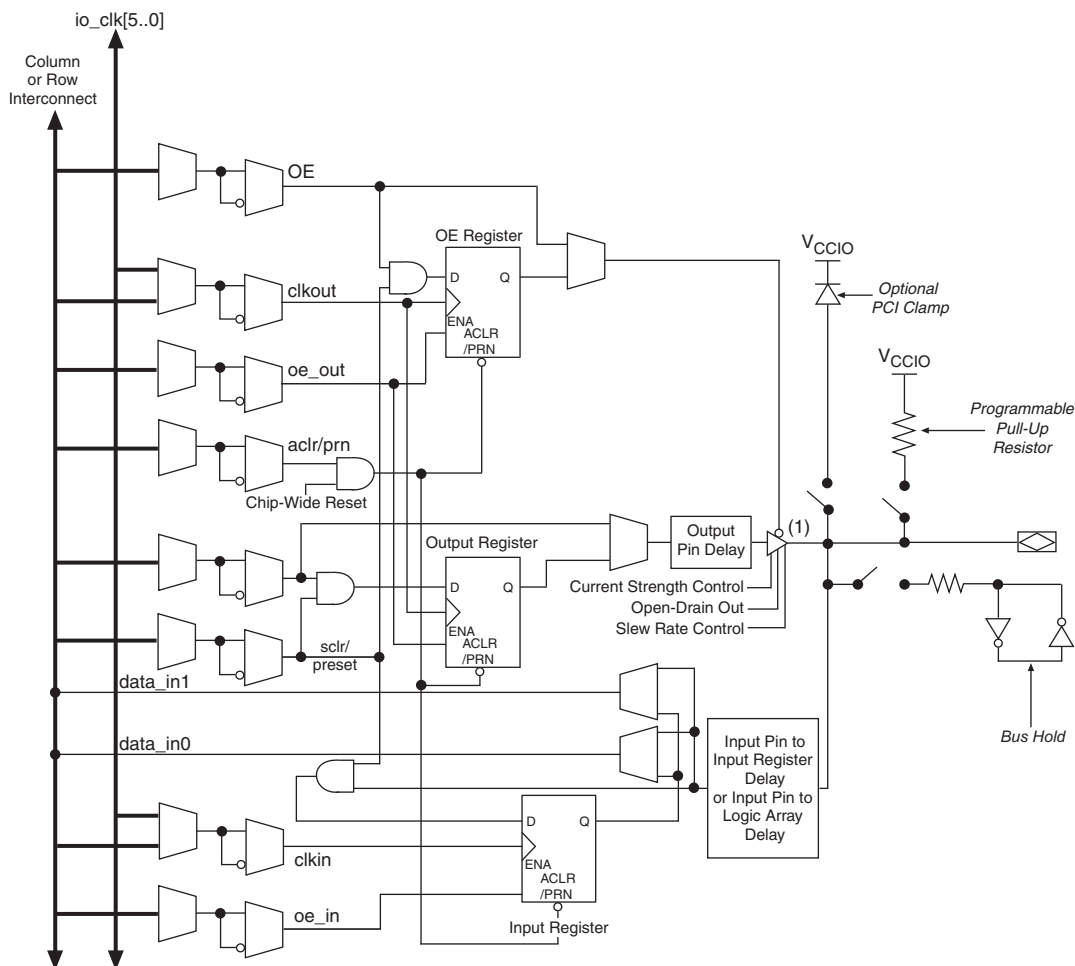 io_clk[5..0]
Column
or Row
Interconnect
OE
OE Register
D
Q
ENA
ACLR
/PRN
clkout
oe_out
aclr/prn
Chip-Wide Reset
VCCIO
Optional
PCI Clamp
VCCIO
Programmable
Pull-Up
Resistor
Output Register
D
Q
ENA
ACLR
/PRN
Output
Pin Delay
(1)
Current Strength Control
Open-Drain Out
Slew Rate Control
sclr/
preset
data_in1
data_in0
Bus Hold
Input Pin to
Input Register
Delay
or Input Pin to
Logic Array
Delay
D
Q
ENA
ACLR
/PRN
clkin
oe_in
Input Register